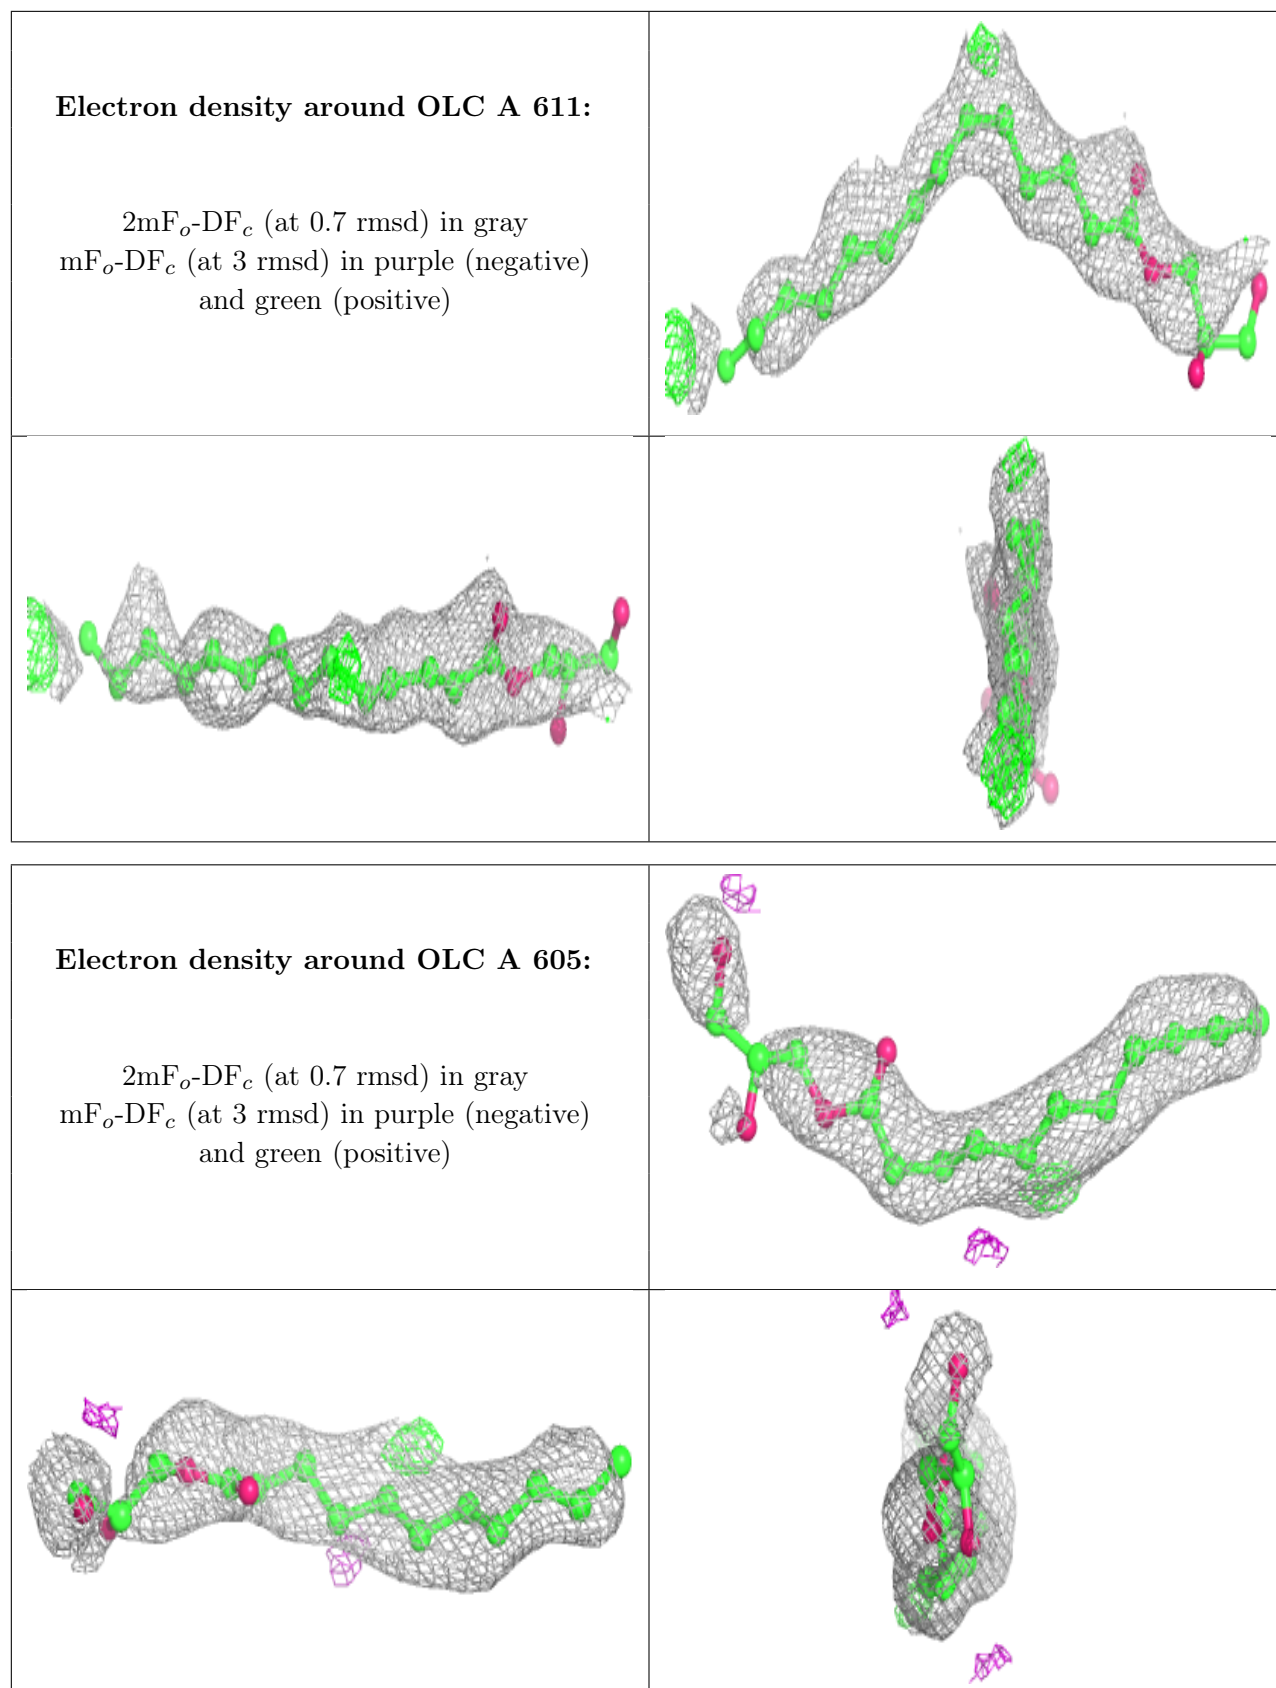 Electron density around OLC A 611:
2mFo-DFc (at 0.7 rmsd) in gray
mFo-DFc (at 3 rmsd) in purple (negative)
and green (positive)
Electron density around OLC A 605:
2mFo-DFc (at 0.7 rmsd) in gray
mFo-DFc (at 3 rmsd) in purple (negative)
and green (positive)